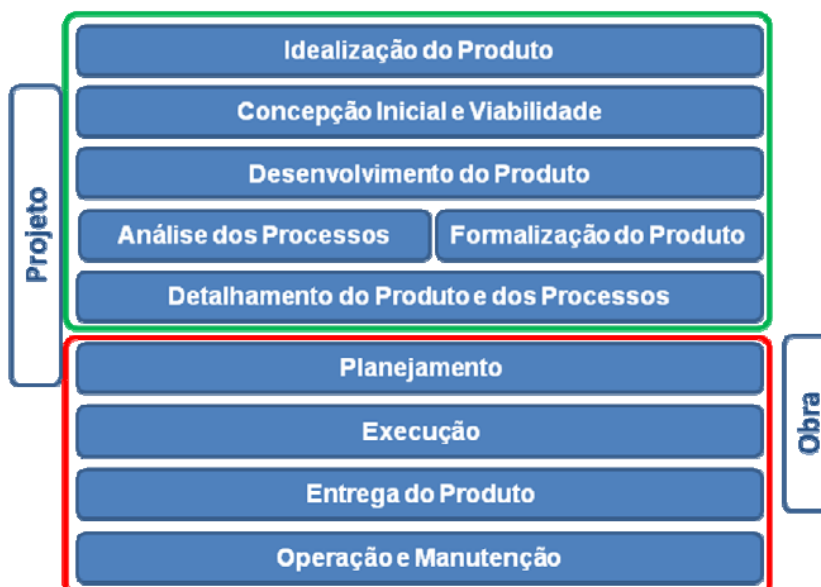 Idealização do Produto
Concepção Inicial e Viabilidade
Desenvolvimento do Produto
Análise dos Processos
Formalização do Produto
Detalhamento do Produto e dos Processos
Projeto
Planejamento
Execução
Entrega do Produto
Operação e Manutenção
Obra